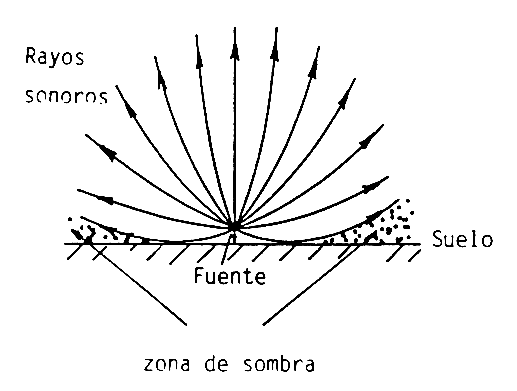 Rayos
sonoros
Suelo
Fuente
zona de sombra